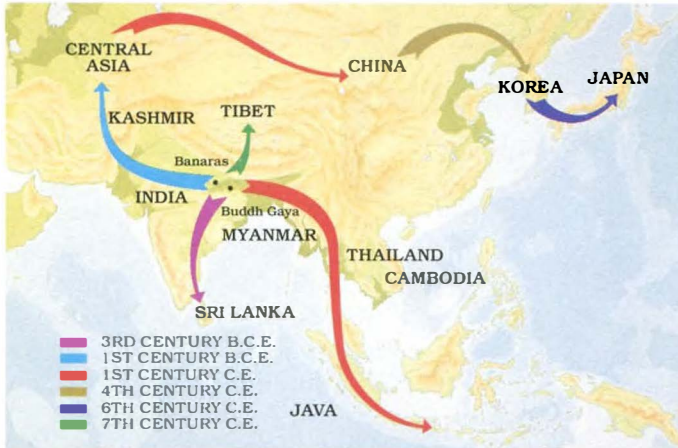 CENTRAL
ASIA
CHINA
KOREA
JAPAN
KASHMIR
TIBET
Banaras
INDIA
Buddh Gaya
MYANMAR
THAILAND
CAMBODIA
SRI LANKA
JAVA
3RD CENTURY B.C.E.
1ST CENTURY B.C.E.
1ST CENTURY C.E.
4TH CENTURY C.E.
6TH CENTURY C.E.
7TH CENTURY C.E.